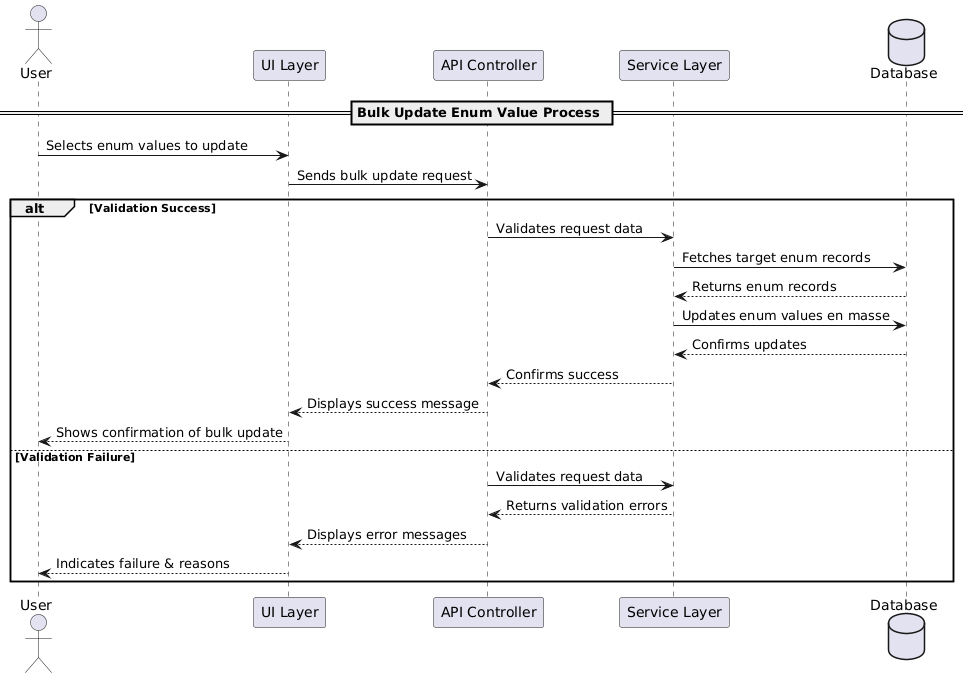 User
UI Layer
API Controller
Service Layer
Database
Bulk Update Enum Value Process
Selects enum values to update
Sends bulk update request
alt
[Validation Success]
Validates request data
Fetches target enum records
Returns enum records
Updates enum values en masse
Confirms updates
Confirms success
Displays success message
Shows confirmation of bulk update
[Validation Failure]
Validates request data
Returns validation errors
Displays error messages
Indicates failure & reasons
User
UI Layer
API Controller
Service Layer
Database